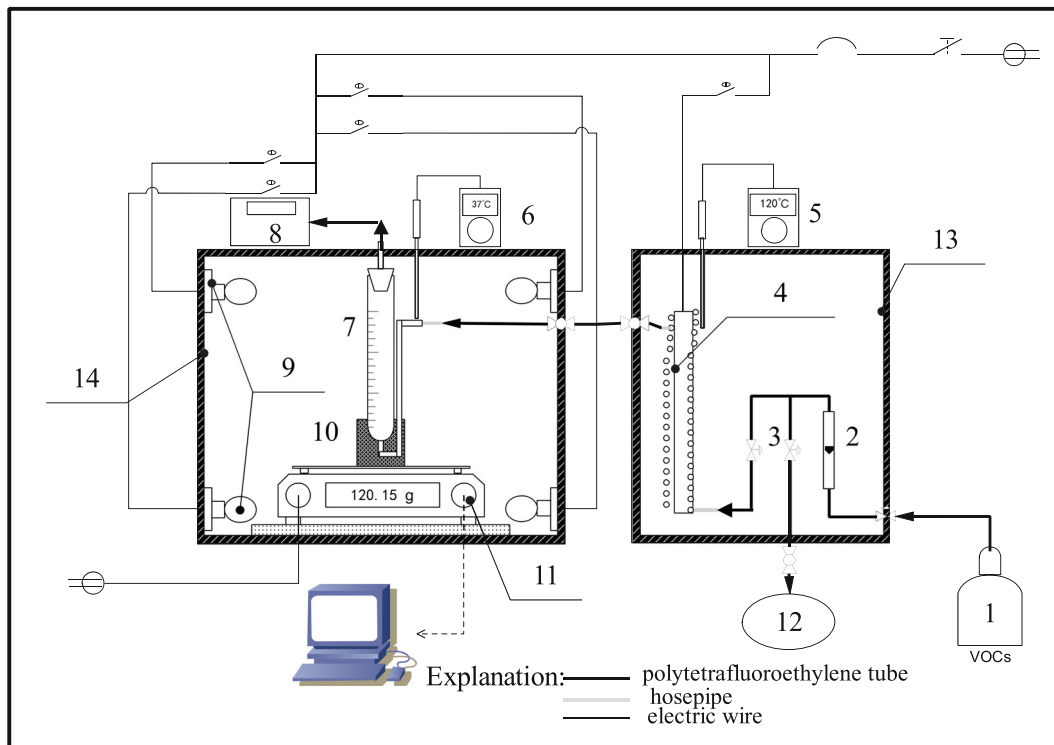 37℃
6
120℃
5
8
13
4
7
14
9
10
3
2
120. 15 g
11
12
1
VOCs
Explanation:
polytetrafluoroethylene tube
hosepipe
electric wire